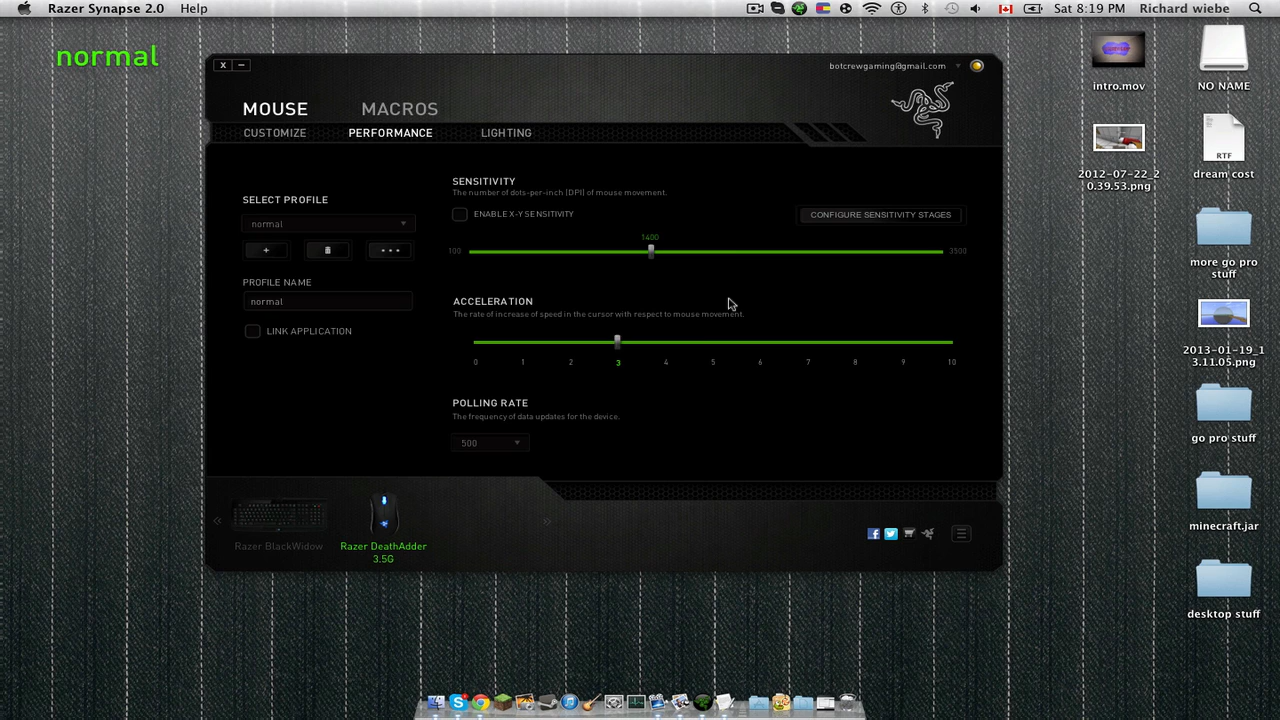 Razer Synapse 2.0 Help
Sat 8:19 PM Richard wiebe
normal
X
botcrewgaming@gmail.com
MOUSE MACROS
CUSTOMIZE PERFORMANCE LIGHTING
SELECT PROFILE
normal
+
PROFILE NAME
normal
LINK APPLICATION
SENSITIVITY
The number of dots-per-inch (DPI) of mouse movement.
ENABLE X-Y SENSITIVITY
CONFIGURE SENSITIVITY STAGES
1400
100 3500
ACCELERATION
The rate of increase of speed in the cursor with respect to mouse movement.
0 1 2 3 4 5 6 7 8 9 10
POLLING RATE
The frequency of data updates for the device.
500
Razer BlackWidow
Razer DeathAdder
3.5G
intro.mov
2012-07-22_2
0.39.53.png
NO NAME
RTF
dream cost
more go pro
stuff
2013-01-19_1
3.11.05.png
go pro stuff
minecraft.jar
desktop stuff